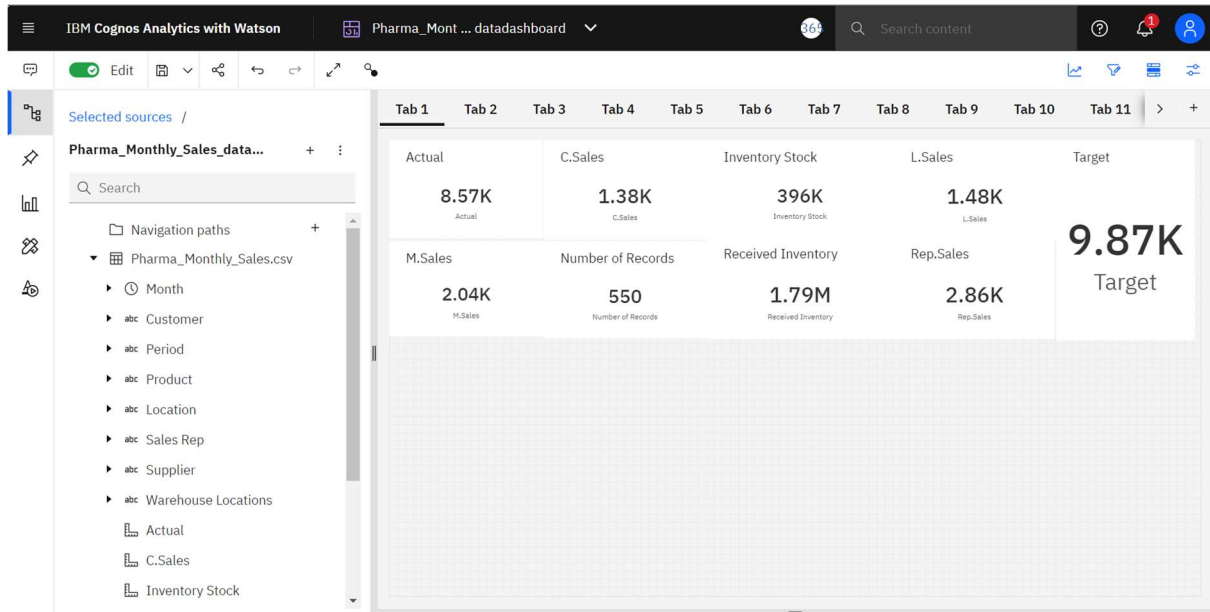 IBM Cognos Analytics with Watson
Pharma_Mont ... datadashboard
365
Search content
1
Edit
Selected sources /
Pharma_Monthly_Sales_data...
Search
Navigation paths
Pharma_Monthly_Sales.csv
Month
abc Customer
abc Period
abc Product
abc Location
abc Sales Rep
abc Supplier
abc Warehouse Locations
Actual
C.Sales
Inventory Stock
Tab 1 Tab 2 Tab 3 Tab 4 Tab 5 Tab 6 Tab 7 Tab 8 Tab 9 Tab 10 Tab 11
Actual
8.57K
Actual
C.Sales
1.38K
C.Sales
Inventory Stock
396K
Inventory Stock
L.Sales
1.48K
L.Sales
Target
9.87K
Target
M.Sales
2.04K
M.Sales
Number of Records
550
Number of Records
Received Inventory
1.79M
Received Inventory
Rep.Sales
2.86K
Rep.Sales